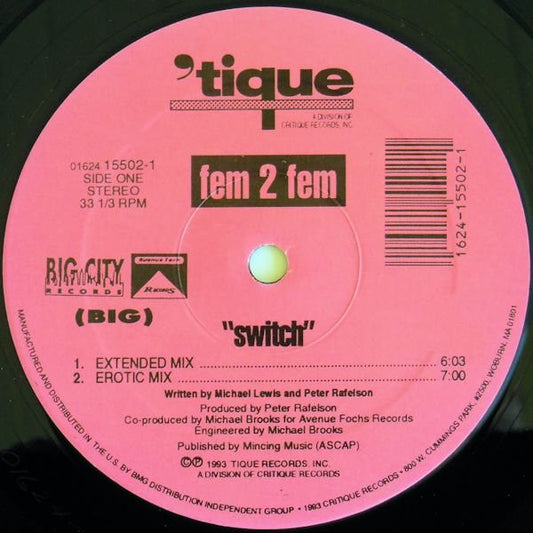 'tique
A DIVISION OF
CRITIQUE RECORDS, INC.
01624 15502-1
SIDE ONE
STEREO
33 1/3 RPM
fem 2 fem
1624-15502-1
BIG CITY
RECORDS
Avenue Foch
RECORDS
(BIG)
"switch"
1. EXTENDED MIX 6:03
2. EROTIC MIX 7:00
Written by Michael Lewis and Peter Rafelson
Produced by Peter Rafelson
Co-produced by Michael Brooks for Avenue Fochs Records
Engineered by Michael Brooks
Published by Mincing Music (ASCAP)
©℗ 1993 TIQUE RECORDS, INC.
A DIVISION OF CRITIQUE RECORDS
MANUFACTURED AND DISTRIBUTED IN THE U.S. BY BMG DISTRIBUTION INDEPENDENT GROUP • 1993 CRITIQUE RECORDS • 800 W. CUMMINGS PARK, #2500, WOBURN, MA 01801